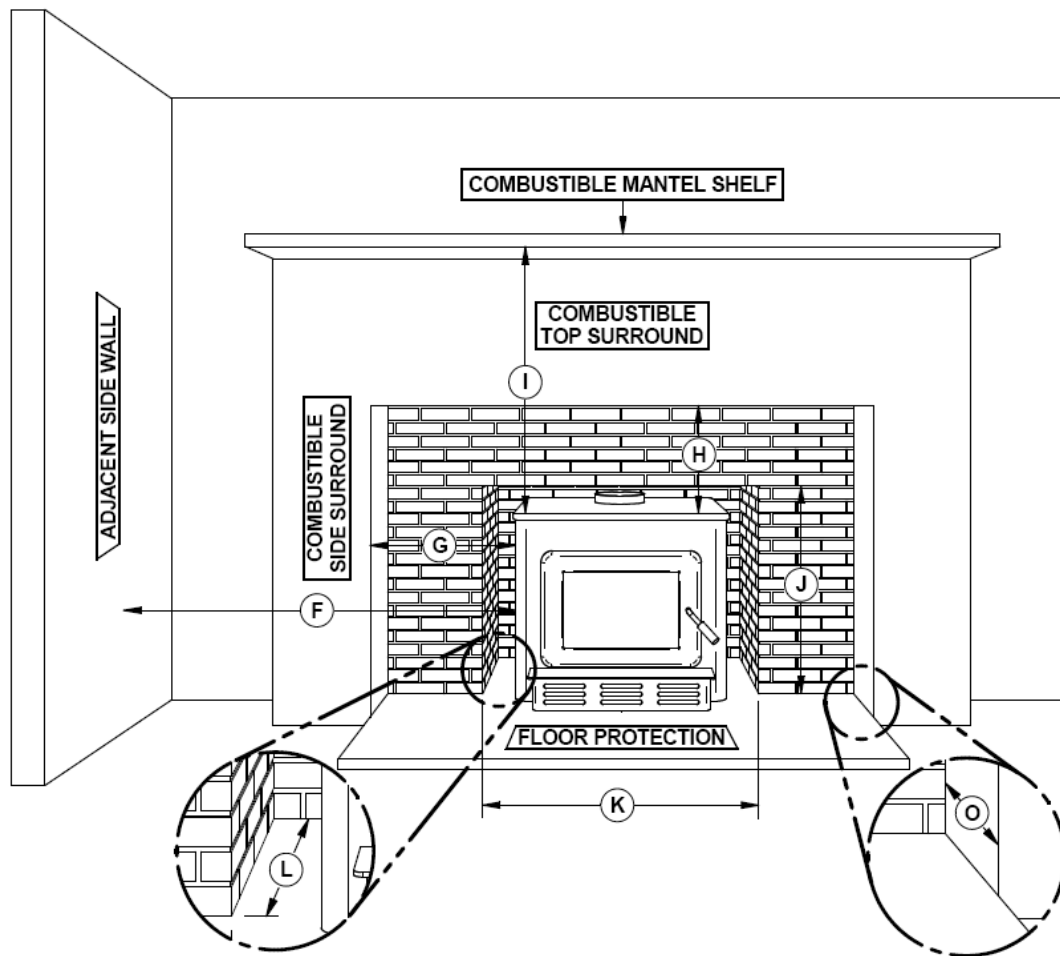 COMBUSTIBLE MANTEL SHELF
COMBUSTIBLE
TOP SURROUND
I
ADJACENT SIDE WALL
COMBUSTIBLE
SIDE SURROUND
H
G
J
F
FLOOR PROTECTION
K
O
L